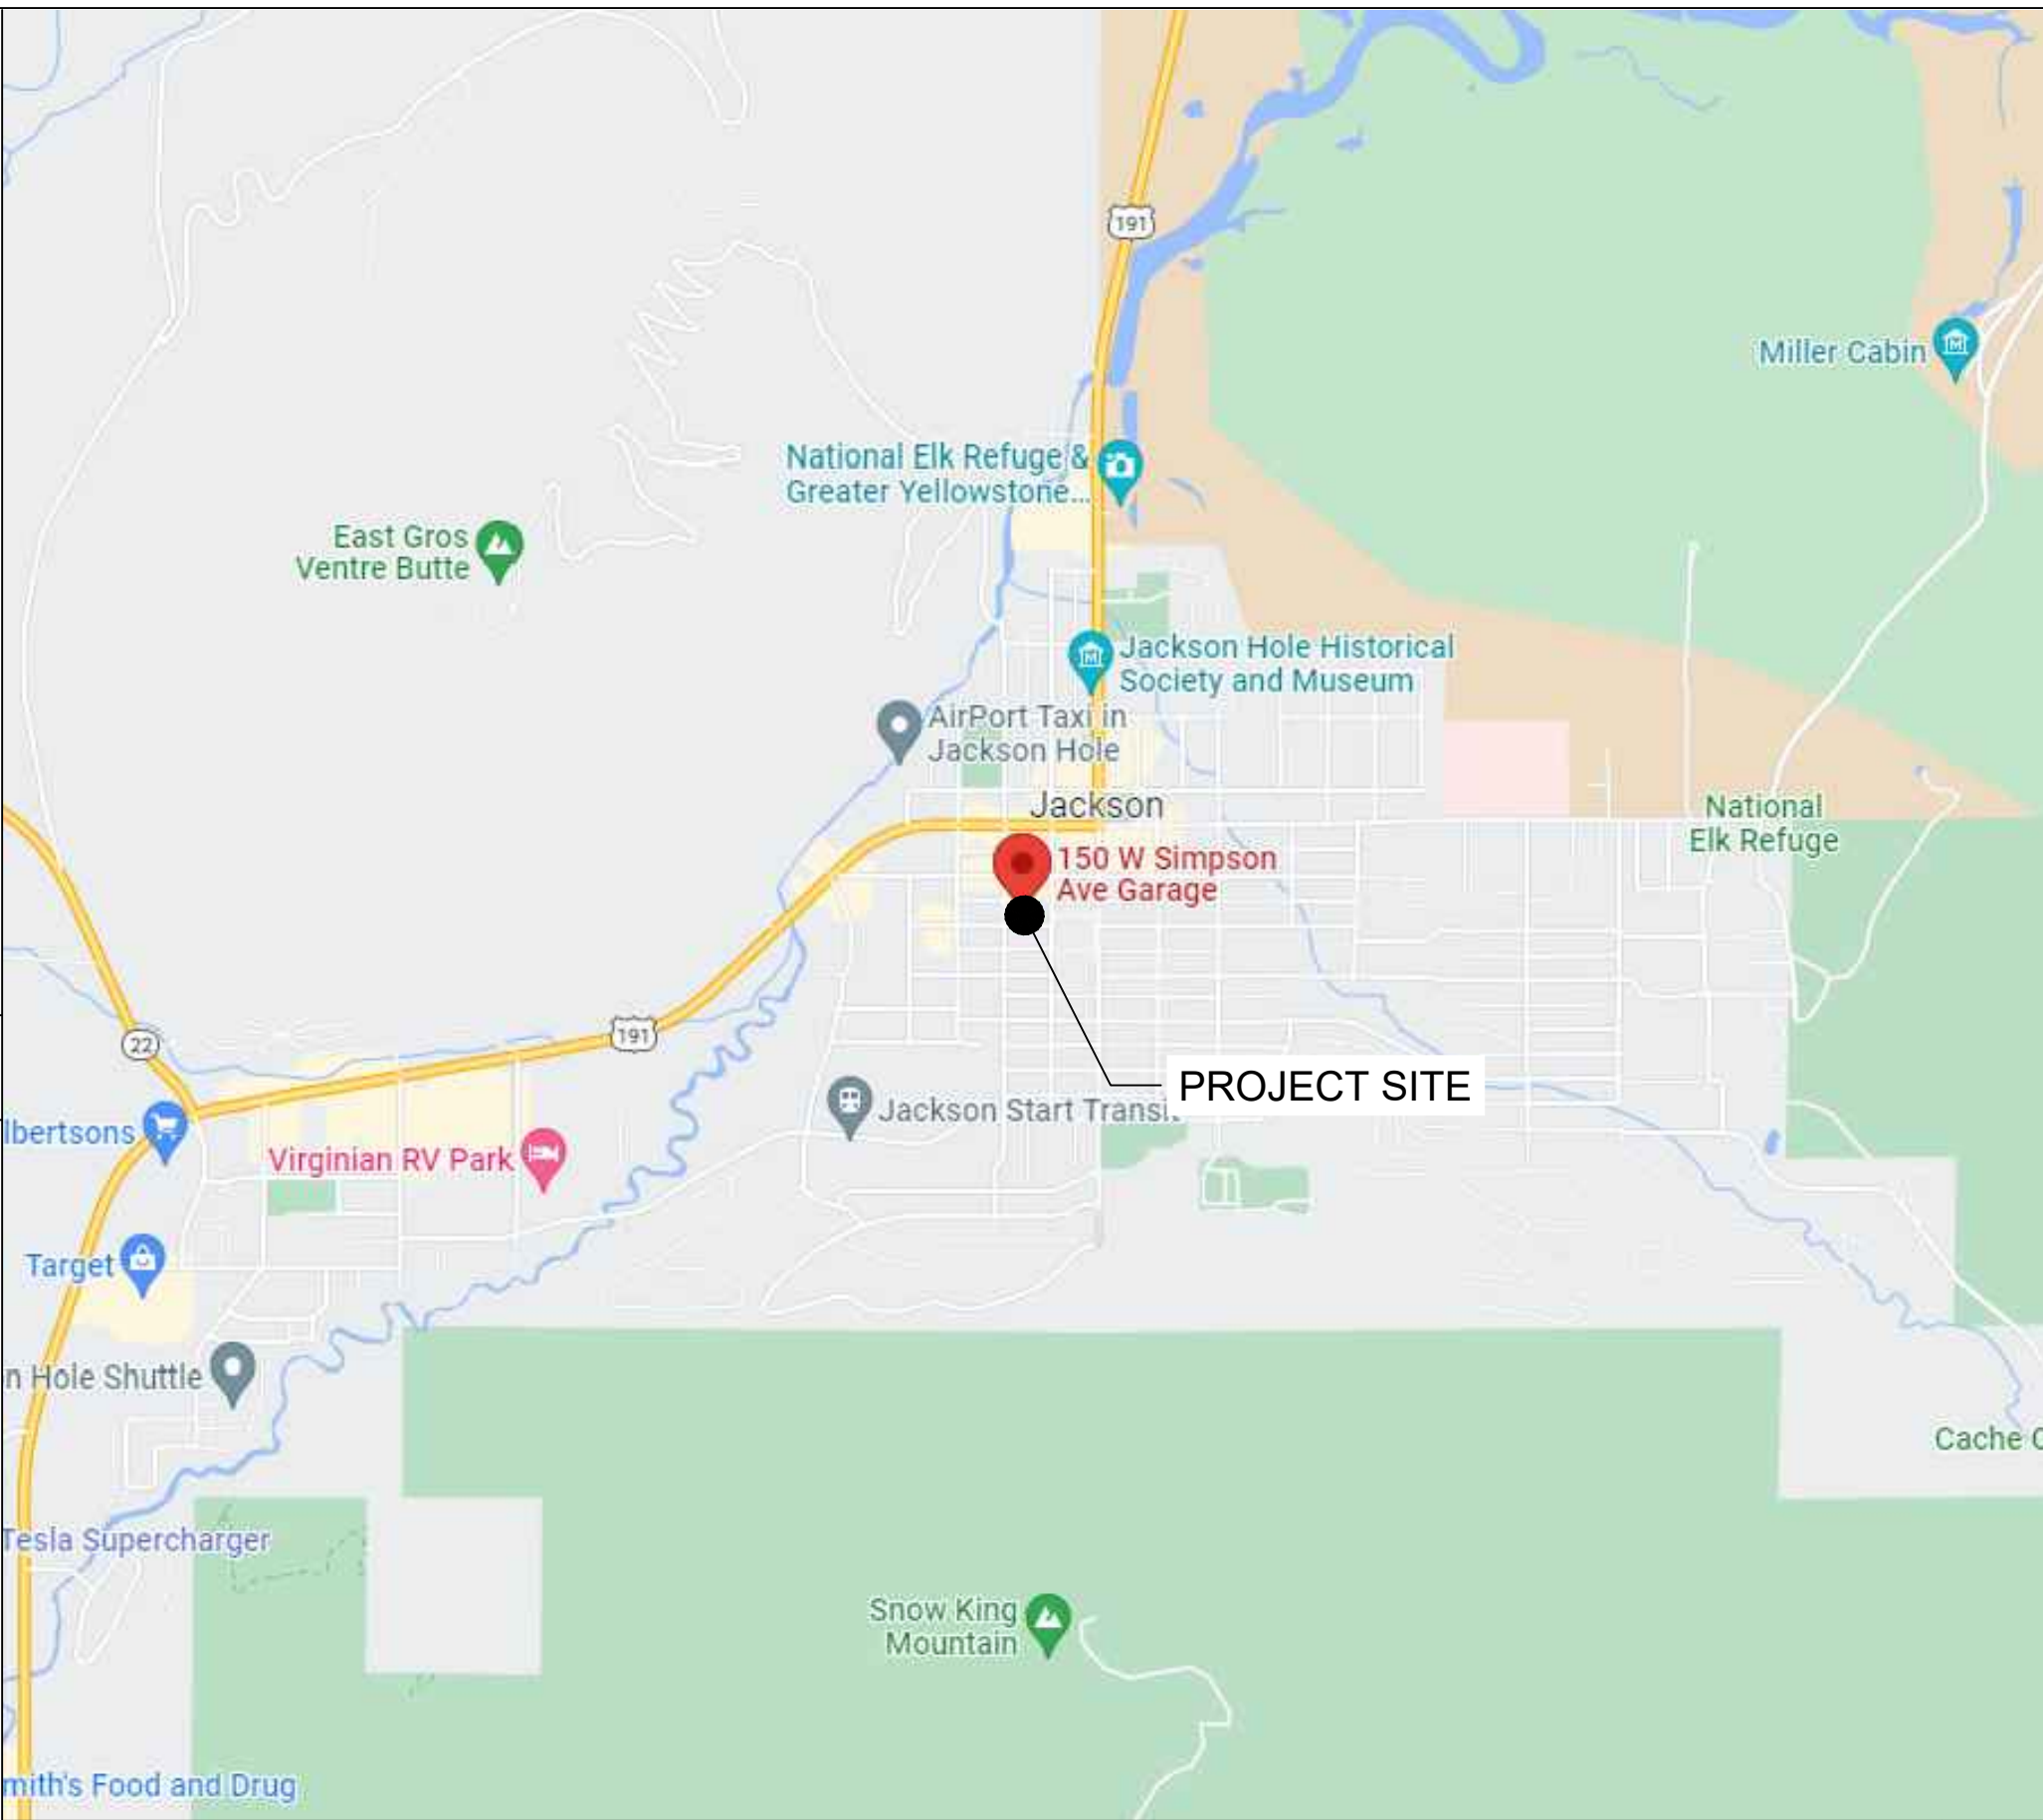 191
Miller Cabin
National Elk Refuge &
Greater Yellowstone...
East Gros
Ventre Butte
Jackson Hole Historical
Society and Museum
AirPort Taxi in
Jackson Hole
Jackson
National
Elk Refuge
150 W Simpson
Ave Garage
191
22
PROJECT SITE
Jackson Start Transit
lbertsons
Virginian RV Park
Target
n Hole Shuttle
Cache C
Tesla Supercharger
Snow King
Mountain
mith's Food and Drug